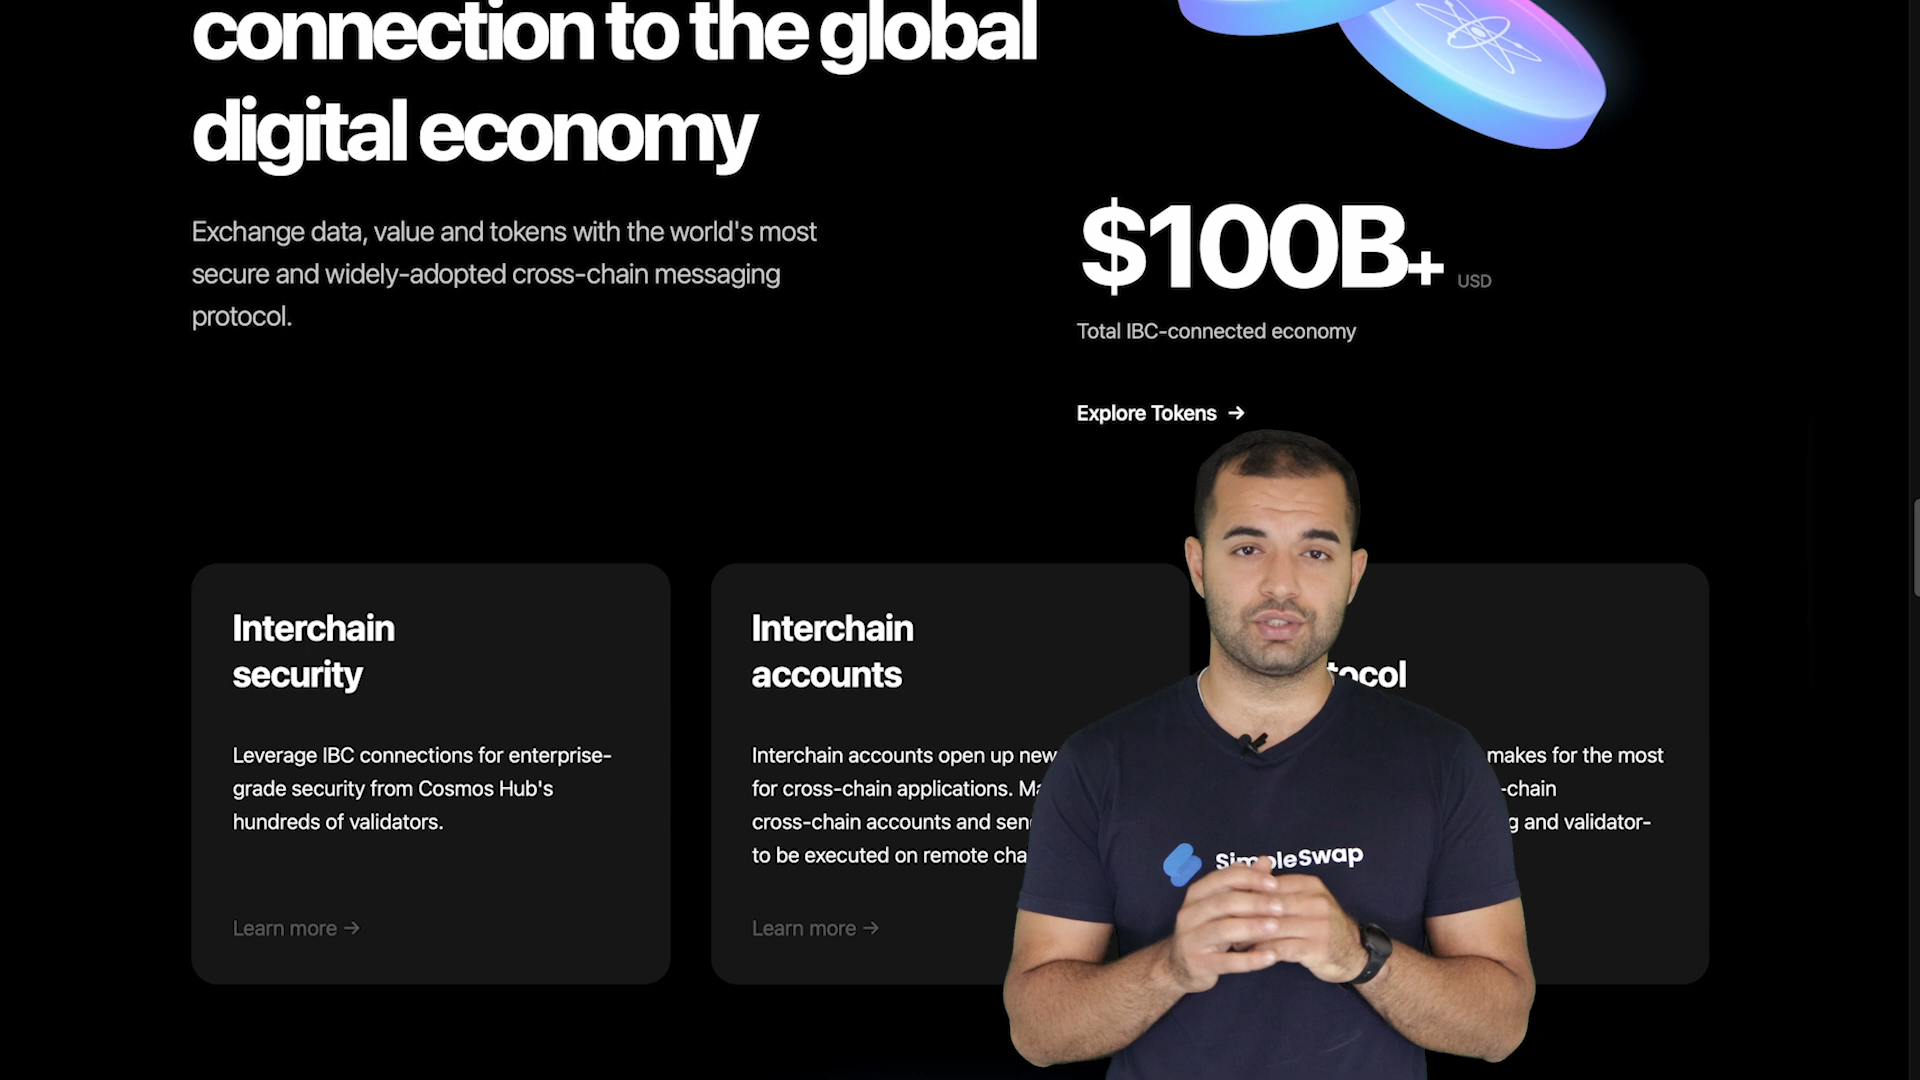 connection to the global
digital economy
Exchange data, value and tokens with the world's most
secure and widely-adopted cross-chain messaging
protocol.
$100B+ USD
Total IBC-connected economy
Explore Tokens →
Interchain
security
Leverage IBC connections for enterprise-
grade security from Cosmos Hub's
hundreds of validators.
Learn more →
Interchain
accounts
Interchain accounts open up new
for cross-chain applications.
cross-chain accounts and
to be executed on remote
Learn more →
makes for the most
-chain
and validator-
SimpleSwap